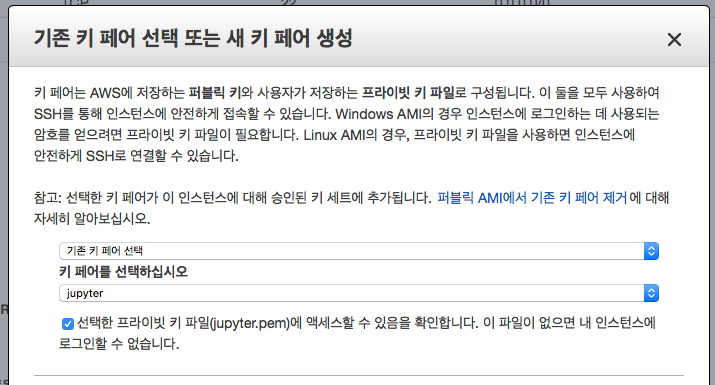 TCP 22 0.0.0.0/0
기존 키 페어 선택 또는 새 키 페어 생성
키 페어는 AWS에 저장하는 퍼블릭 키와 사용자가 저장하는 프라이빗 키 파일로 구성됩니다. 이 둘을 모두 사용하여
SSH를 통해 인스턴스에 안전하게 접속할 수 있습니다. Windows AMI의 경우 인스턴스에 로그인하는 데 사용되는
암호를 얻으려면 프라이빗 키 파일이 필요합니다. Linux AMI의 경우, 프라이빗 키 파일을 사용하면 인스턴스에
안전하게 SSH로 연결할 수 있습니다.
참고: 선택한 키 페어가 이 인스턴스에 대해 승인된 키 세트에 추가됩니다. 퍼블릭 AMI에서 기존 키 페어 제거에 대해
자세히 알아보십시오.
기존 키 페어 선택
키 페어를 선택하십시오
jupyter
선택한 프라이빗 키 파일(jupyter.pem)에 액세스할 수 있음을 확인합니다. 이 파일이 없으면 내 인스턴스에
로그인할 수 없습니다.